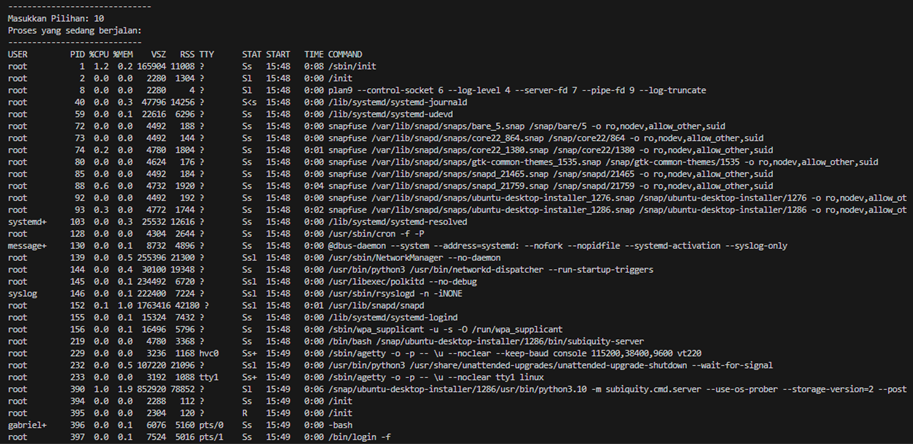 ------------------------------
Masukkan Pilihan: 10
Proses yang sedang berjalan:
----------------------------
USER PID %CPU %MEM VSZ RSS TTY STAT START TIME COMMAND
root 1 1.2 0.2 165904 11008 ? Ss 15:48 0:08 /sbin/init
root 2 0.0 0.0 2280 1304 ? Sl 15:48 0:00 /init
root 8 0.0 0.0 2280 4 ? Sl 15:48 0:00 plan9 --control-socket 6 --log-level 4 --server-fd 7 --pipe-fd 9 --log-truncate
root 40 0.0 0.3 47796 14256 ? S<s 15:48 0:00 /lib/systemd/systemd-journald
root 59 0.0 0.1 22616 6296 ? Ss 15:48 0:00 /lib/systemd/systemd-udevd
root 72 0.0 0.0 4492 188 ? Ss 15:48 0:00 snapfuse /var/lib/snapd/snaps/bare_5.snap /snap/bare/5 -o ro,nodev,allow_other,suid
root 73 0.0 0.0 4492 144 ? Ss 15:48 0:00 snapfuse /var/lib/snapd/snaps/core22_864.snap /snap/core22/864 -o ro,nodev,allow_other,suid
root 74 0.2 0.0 4780 1804 ? Ss 15:48 0:01 snapfuse /var/lib/snapd/snaps/core22_1380.snap /snap/core22/1380 -o ro,nodev,allow_other,suid
root 80 0.0 0.0 4624 176 ? Ss 15:48 0:00 snapfuse /var/lib/snapd/snaps/gtk-common-themes_1535.snap /snap/gtk-common-themes/1535 -o ro,nodev,allow_other,suid
root 85 0.0 0.0 4492 184 ? Ss 15:48 0:00 snapfuse /var/lib/snapd/snaps/snapd_21465.snap /snap/snapd/21465 -o ro,nodev,allow_other,suid
root 88 0.6 0.0 4732 1920 ? Ss 15:48 0:04 snapfuse /var/lib/snapd/snaps/snapd_21759.snap /snap/snapd/21759 -o ro,nodev,allow_other,suid
root 92 0.0 0.0 4492 192 ? Ss 15:48 0:00 snapfuse /var/lib/snapd/snaps/ubuntu-desktop-installer_1276.snap /snap/ubuntu-desktop-installer/1276 -o ro,nodev,allow_ot
root 93 0.3 0.0 4772 1744 ? Ss 15:48 0:02 snapfuse /var/lib/snapd/snaps/ubuntu-desktop-installer_1286.snap /snap/ubuntu-desktop-installer/1286 -o ro,nodev,allow_ot
systemd+ 103 0.0 0.3 25532 12616 ? Ss 15:48 0:00 /lib/systemd/systemd-resolved
root 128 0.0 0.0 4304 2644 ? Ss 15:48 0:00 /usr/sbin/cron -f -P
message+ 130 0.0 0.1 8732 4896 ? Ss 15:48 0:00 @dbus-daemon --system --address=systemd: --nofork --nopidfile --systemd-activation --syslog-only
root 139 0.0 0.5 255396 21300 ? Ssl 15:48 0:00 /usr/sbin/NetworkManager --no-daemon
root 144 0.0 0.4 30100 19348 ? Ss 15:48 0:00 /usr/bin/python3 /usr/bin/networkd-dispatcher --run-startup-triggers
root 145 0.0 0.1 234492 6720 ? Ssl 15:48 0:00 /usr/libexec/polkitd --no-debug
syslog 146 0.0 0.1 222400 7224 ? Ssl 15:48 0:00 /usr/sbin/rsyslogd -n -iNONE
root 152 0.1 1.0 1763416 42180 ? Ssl 15:48 0:01 /usr/lib/snapd/snapd
root 155 0.0 0.1 15324 7432 ? Ss 15:48 0:00 /lib/systemd/systemd-logind
root 156 0.0 0.1 16496 5796 ? Ss 15:48 0:00 /sbin/wpa_supplicant -u -s -O /run/wpa_supplicant
root 219 0.0 0.0 4780 3368 ? Ss 15:48 0:00 /bin/bash /snap/ubuntu-desktop-installer/1286/bin/subiquity-server
root 229 0.0 0.0 3236 1168 hvc0 Ss+ 15:49 0:00 /sbin/agetty -o -p -- \u --noclear --keep-baud console 115200,38400,9600 vt220
root 232 0.0 0.5 107220 21096 ? Ssl 15:49 0:00 /usr/bin/python3 /usr/share/unattended-upgrades/unattended-upgrade-shutdown --wait-for-signal
root 233 0.0 0.0 3192 1088 tty1 Ss+ 15:49 0:00 /sbin/agetty -o -p -- \u --noclear tty1 linux
root 390 1.0 1.9 852920 78852 ? Sl 15:49 0:06 /snap/ubuntu-desktop-installer/1286/usr/bin/python3.10 -m subiquity.cmd.server --use-os-prober --storage-version=2 --post
root 394 0.0 0.0 2288 112 ? Ss 15:49 0:00 /init
root 395 0.0 0.0 2304 120 ? R 15:49 0:00 /init
gabriel+ 396 0.0 0.1 6076 5160 pts/0 Ss 15:49 0:00 -bash
root 397 0.0 0.1 7524 5016 pts/1 Ss 15:49 0:00 /bin/login -f